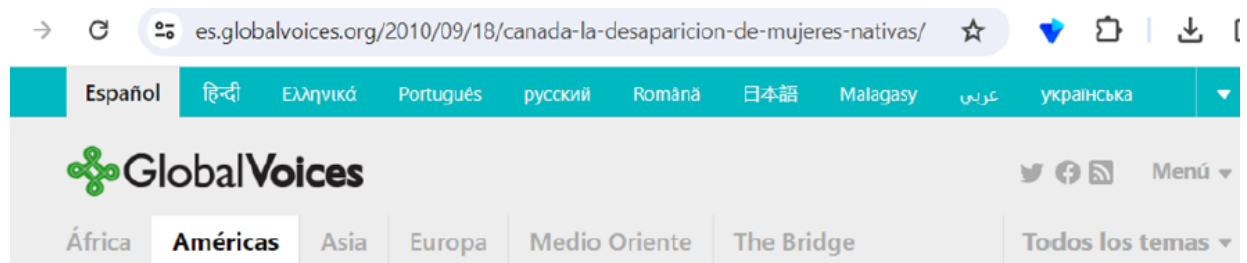 es.globalvoices.org/2010/09/18/canada-la-desaparicion-de-mujeres-nativas/
Español हिन्दी Ελληνικά Português русский Română 日本語 Malagasy عربي українська
GlobalVoices Menú
África Américas Asia Europa Medio Oriente The Bridge Todos los temas